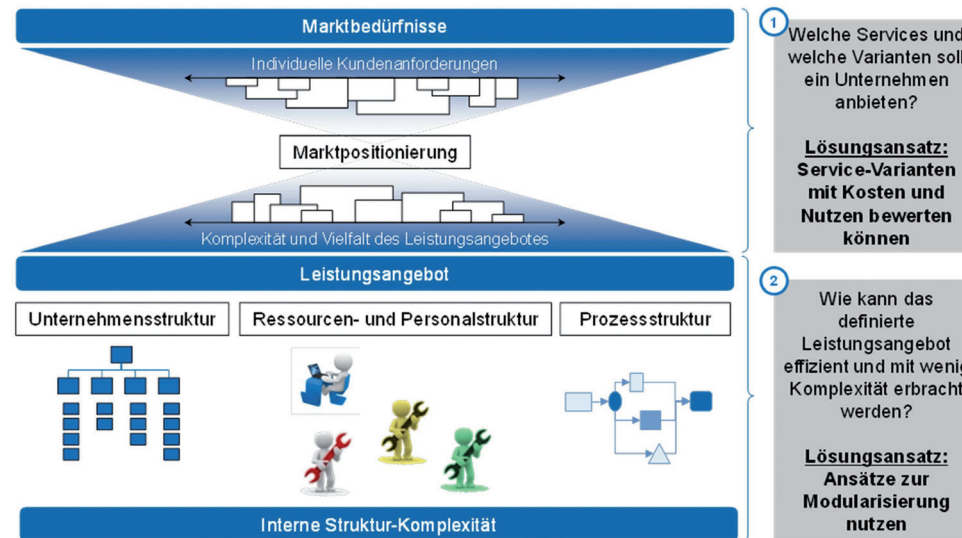 Marktbedürfnisse
Individuelle Kundenanforderungen
Marktpositionierung
Komplexität und Vielfalt des Leistungsangebotes
Leistungsangebot
Unternehmensstruktur
Ressourcen- und Personalstruktur
Prozessstruktur
Interne Struktur-Komplexität
1
Welche Services und
welche Varianten soll
ein Unternehmen
anbieten?
Lösungsansatz:
Service-Varianten
mit Kosten und
Nutzen bewerten
können
2
Wie kann das
definierte
Leistungsangebot
effizient und mit wenig
Komplexität erbracht
werden?
Lösungsansatz:
Ansätze zur
Modularisierung
nutzen